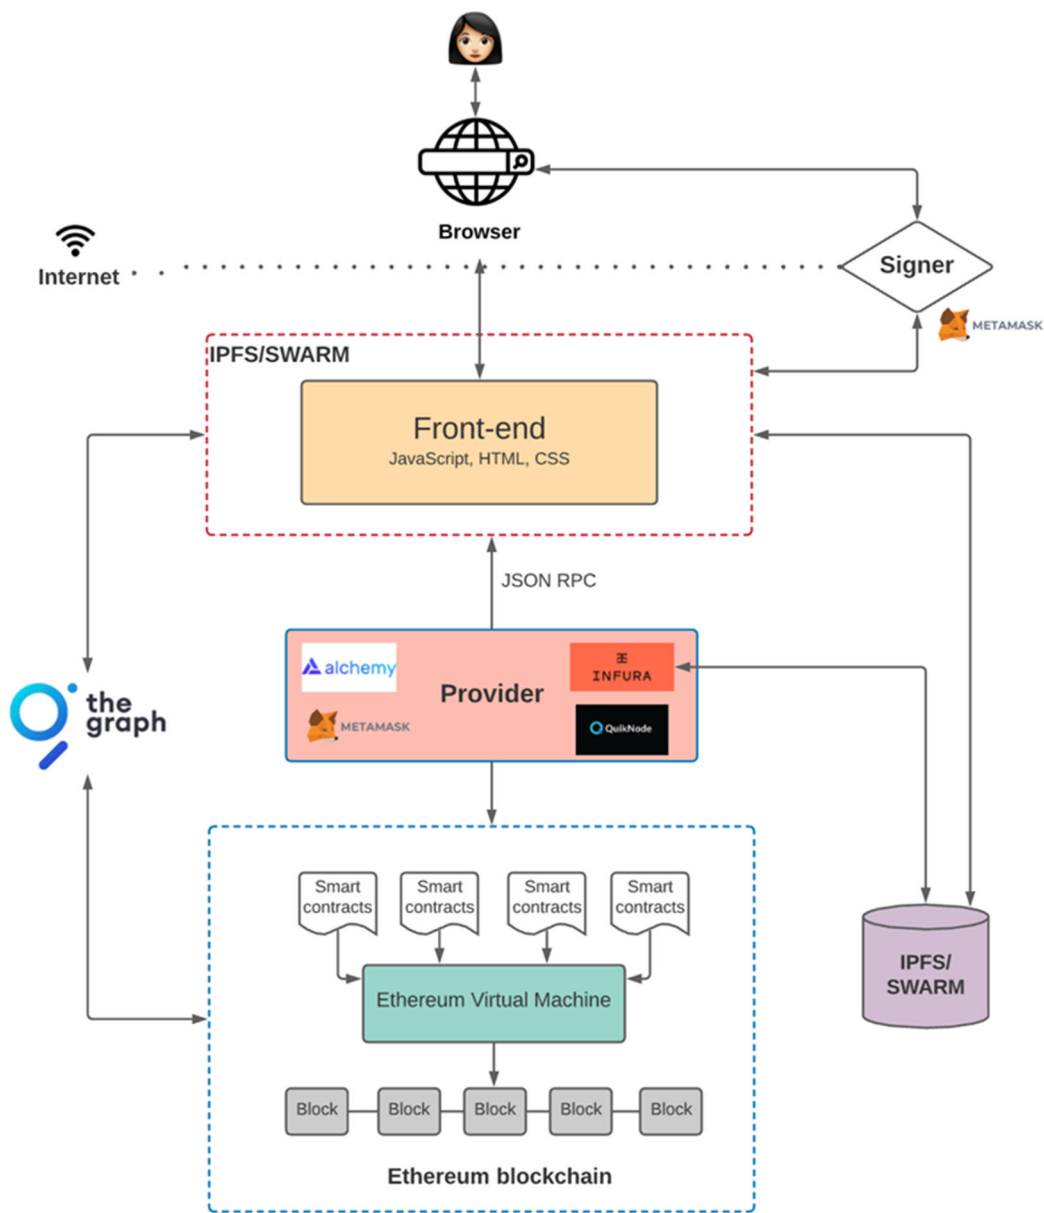 Browser
Internet
Signer
METAMASK
IPFS/SWARM
Front-end
JavaScript, HTML, CSS
JSON RPC
alchemy
INFURA
Provider
METAMASK
QuikNode
the
graph
Smart
contracts
Smart
contracts
Smart
contracts
Smart
contracts
Ethereum Virtual Machine
IPFS/
SWARM
Block
Block
Block
Block
Block
Ethereum blockchain